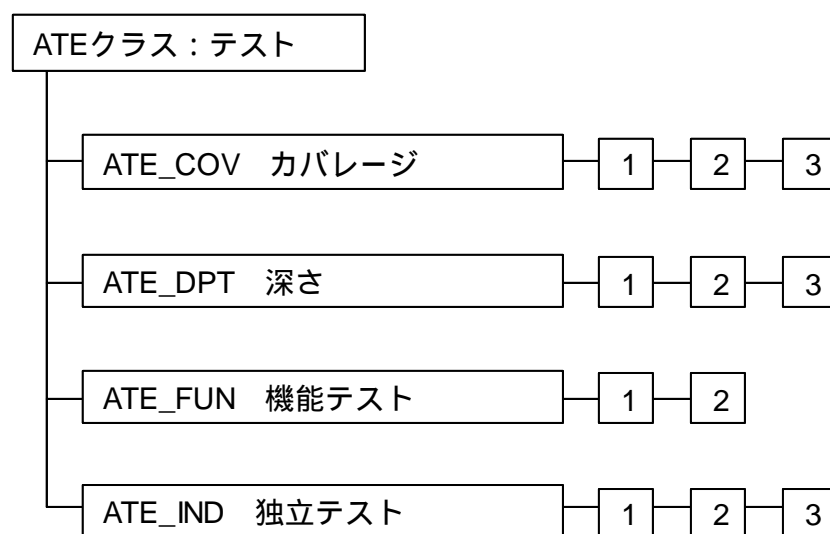 ATEクラス：テスト
ATE_COV　カバレージ 1 2 3
ATE_DPT　深さ 1 2 3
ATE_FUN　機能テスト 1 2
ATE_IND　独立テスト 1 2 3